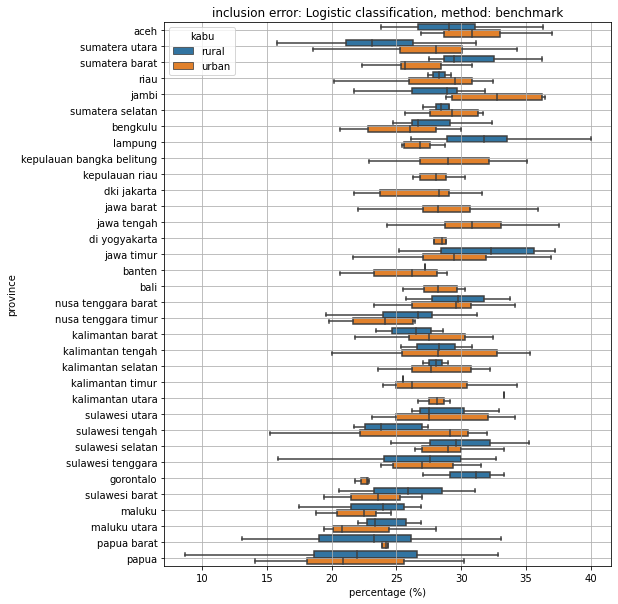 inclusion error: Logistic classification, method: benchmark
kabu
rural
urban
province
aceh
sumatera utara
sumatera barat
riau
jambi
sumatera selatan
bengkulu
lampung
kepulauan bangka belitung
kepulauan riau
dki jakarta
jawa barat
jawa tengah
di yogyakarta
jawa timur
banten
bali
nusa tenggara barat
nusa tenggara timur
kalimantan barat
kalimantan tengah
kalimantan selatan
kalimantan timur
kalimantan utara
sulawesi utara
sulawesi tengah
sulawesi selatan
sulawesi tenggara
gorontalo
sulawesi barat
maluku
maluku utara
papua barat
papua
10 15 20 25 30 35 40
percentage (%)